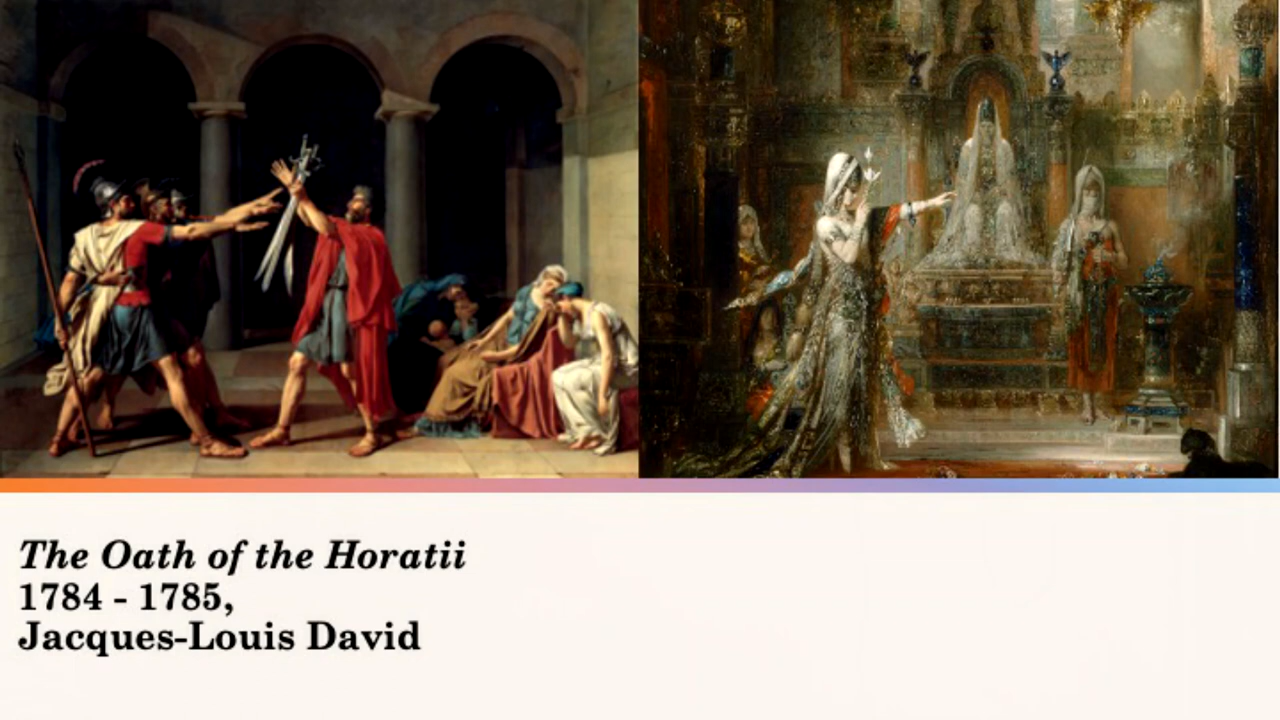 The Oath of the Horatii
1784 - 1785,
Jacques-Louis David